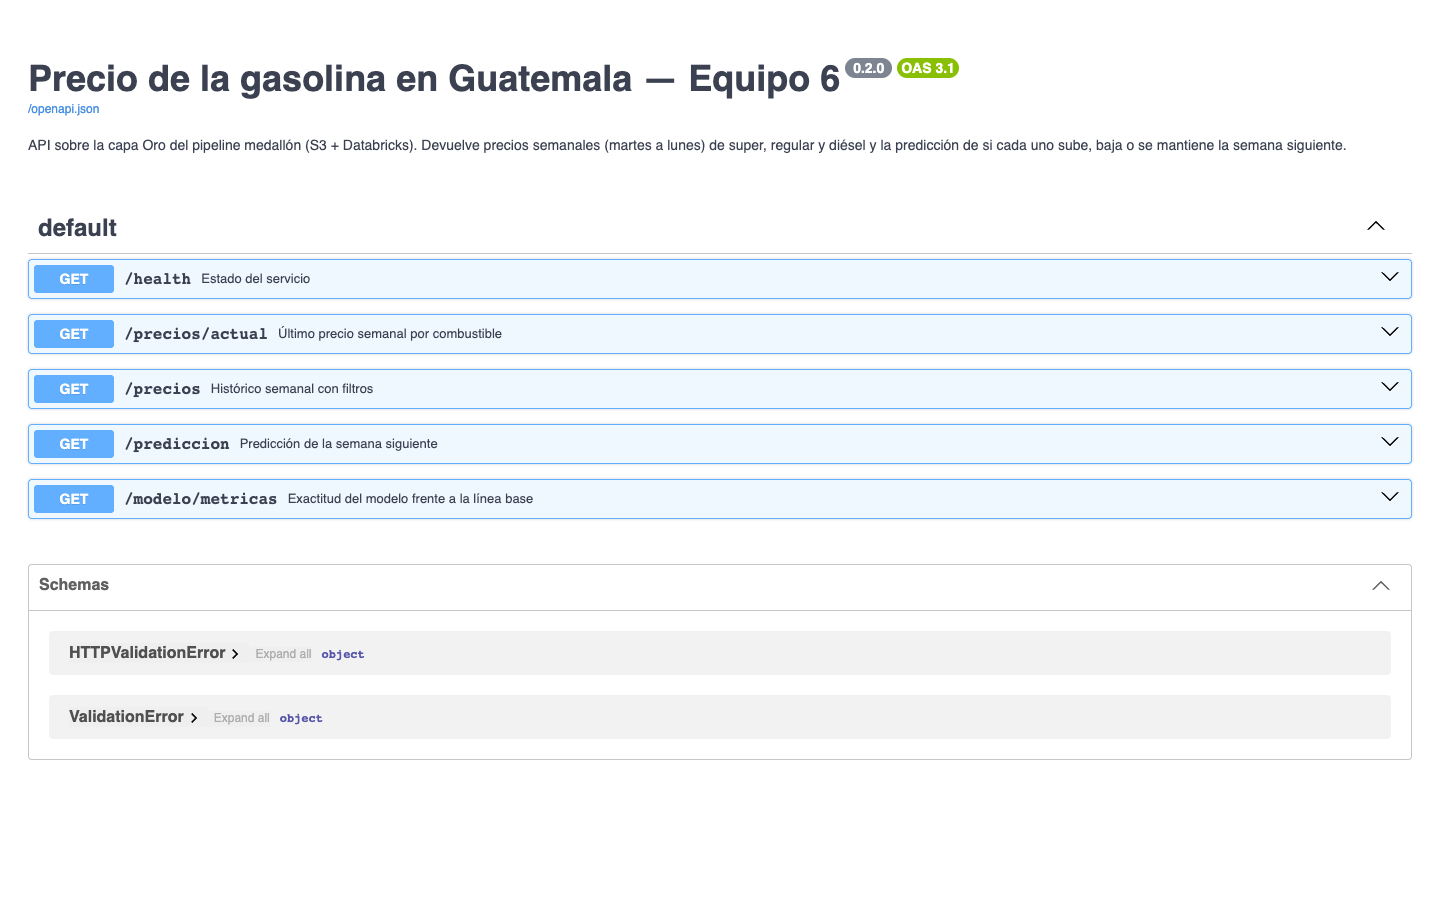 Precio de la gasolina en Guatemala — Equipo 6 0.2.0 OAS 3.1
/openapi.json
API sobre la capa Oro del pipeline medallón (S3 + Databricks). Devuelve precios semanales (martes a lunes) de super, regular y diésel y la predicción de si cada uno sube, baja o se mantiene la semana siguiente.
default
GET /health Estado del servicio
GET /precios/actual Último precio semanal por combustible
GET /precios Histórico semanal con filtros
GET /prediccion Predicción de la semana siguiente
GET /modelo/metricas Exactitud del modelo frente a la línea base
Schemas
HTTPValidationError Expand all object
ValidationError Expand all object